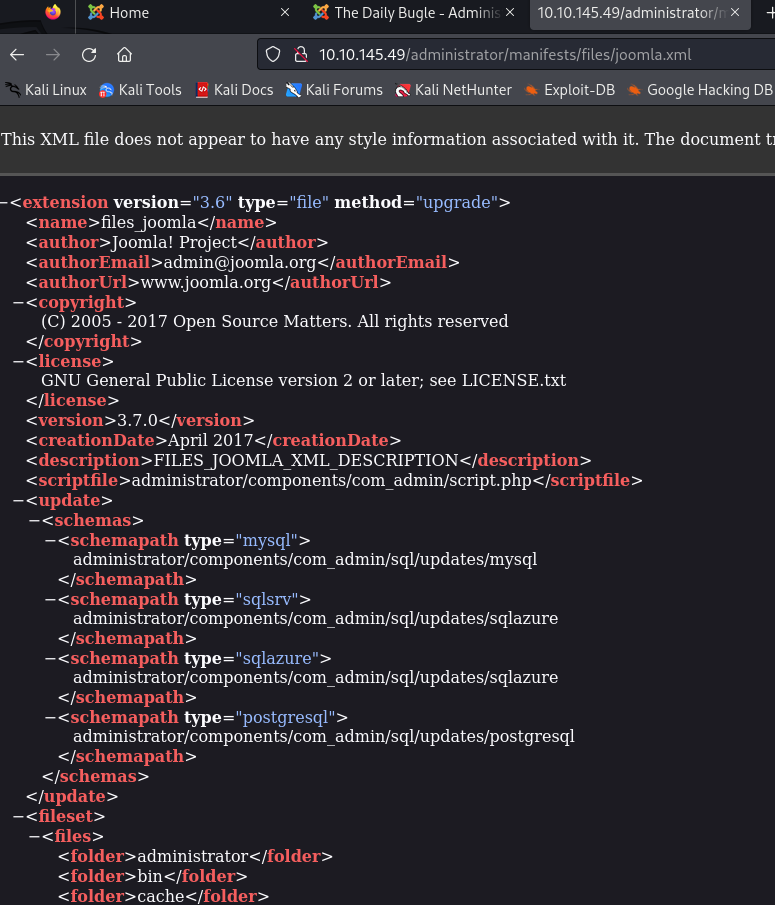 Home
The Daily Bugle - Adminis
10.10.145.49/administrator/m
10.10.145.49/administrator/manifests/files/joomla.xml
Kali Linux Kali Tools Kali Docs Kali Forums Kali NetHunter Exploit-DB Google Hacking DB
This XML file does not appear to have any style information associated with it. The document tr
−<extension version="3.6" type="file" method="upgrade">
<name>files_joomla</name>
<author>Joomla! Project</author>
<authorEmail>admin@joomla.org</authorEmail>
<authorUrl>www.joomla.org</authorUrl>
−<copyright>
(C) 2005 - 2017 Open Source Matters. All rights reserved
</copyright>
−<license>
GNU General Public License version 2 or later; see LICENSE.txt
</license>
<version>3.7.0</version>
<creationDate>April 2017</creationDate>
<description>FILES_JOOMLA_XML_DESCRIPTION</description>
<scriptfile>administrator/components/com_admin/script.php</scriptfile>
−<update>
−<schemas>
−<schemapath type="mysql">
administrator/components/com_admin/sql/updates/mysql
</schemapath>
−<schemapath type="sqlsrv">
administrator/components/com_admin/sql/updates/sqlazure
</schemapath>
−<schemapath type="sqlazure">
administrator/components/com_admin/sql/updates/sqlazure
</schemapath>
−<schemapath type="postgresql">
administrator/components/com_admin/sql/updates/postgresql
</schemapath>
</schemas>
</update>
−<fileset>
−<files>
<folder>administrator</folder>
<folder>bin</folder>
<folder>cache</folder>